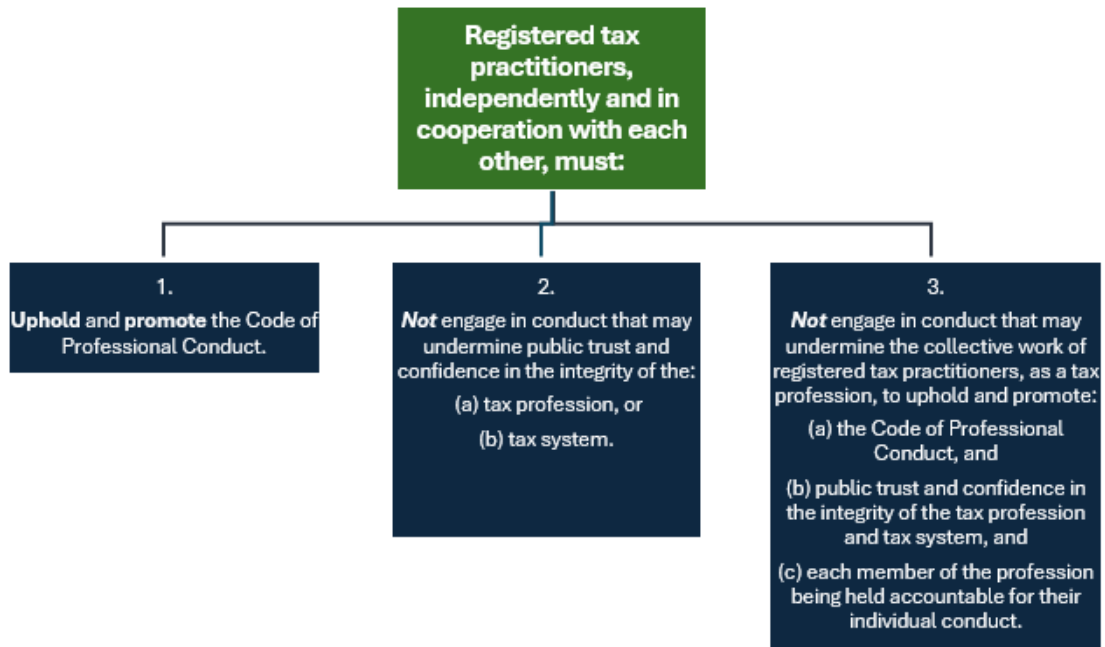 Registered tax
practitioners,
independently and in
cooperation with each
other, must:
1.
Uphold and promote the Code of
Professional Conduct.
2.
Not engage in conduct that may
undermine public trust and
confidence in the integrity of the:
(a) tax profession, or
(b) tax system.
3.
Not engage in conduct that may
undermine the collective work of
registered tax practitioners, as a tax
profession, to uphold and promote:
(a) the Code of Professional
Conduct, and
(b) public trust and confidence in
the integrity of the tax profession
and tax system, and
(c) each member of the profession
being held accountable for their
individual conduct.